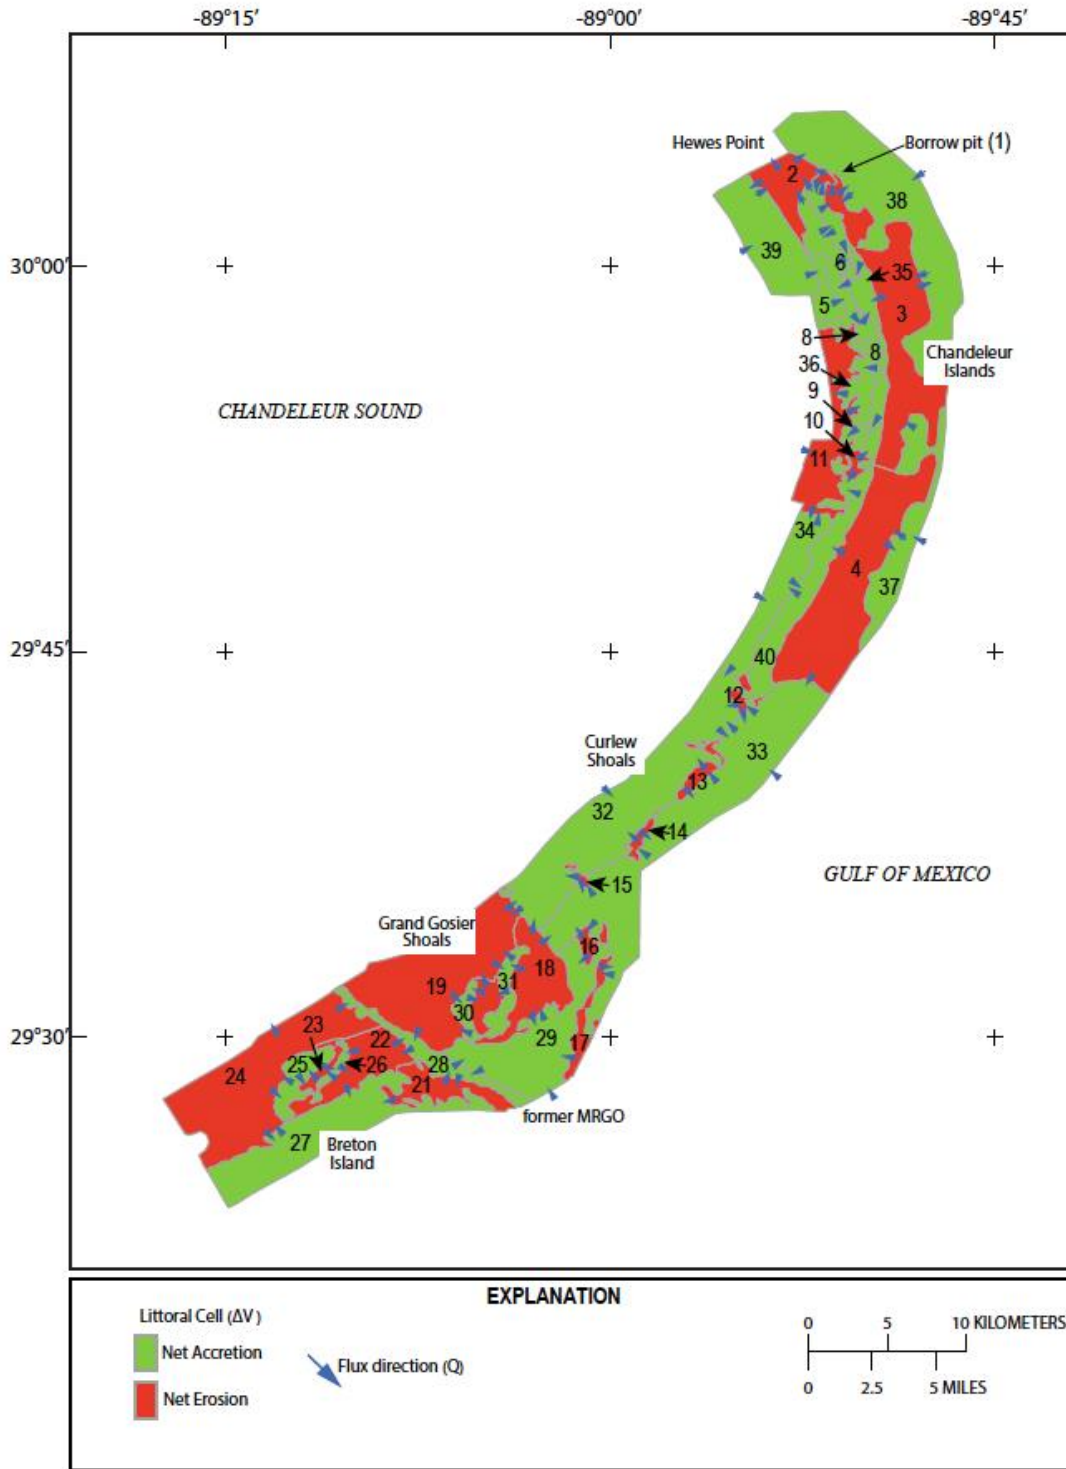 -89°15′ -89°00′ -89°45′
Hewes Point
Borrow pit (1)
2
38
39
30°00′
6
35
5
3
8
8
Chandeleur
Islands
36
9
CHANDELEUR SOUND
10
11
34
4
37
29°45′
40
12
Curlew
Shoals
33
13
32
14
15
GULF OF MEXICO
Grand Gosier
Shoals
16
18
31
19
30
23
29°30′
22
29
17
25
26
28
24
21
former MRGO
27
Breton
Island
EXPLANATION
Littoral Cell (ΔV)
Net Accretion
Net Erosion
Flux direction (Q)
0 5 10 KILOMETERS
0 2.5 5 MILES